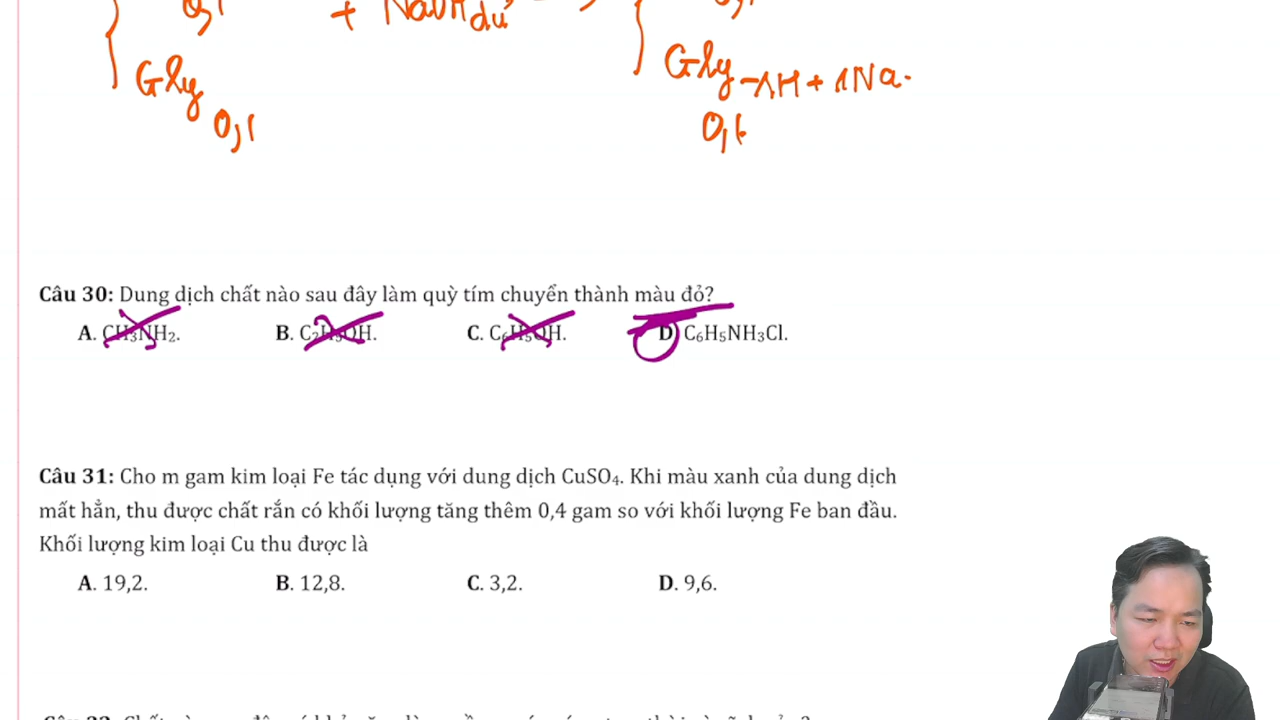 0,1
+ NaOH dư
0,1
Gly
0,1
Gly -1H + 1Na.
Câu 30: Dung dịch chất nào sau đây làm quỳ tím chuyển thành màu đỏ?
A. CH₃NH₂. B. C₂H₅OH. C. C₆H₅OH. D. C₆H₅NH₃Cl.
Câu 31: Cho m gam kim loại Fe tác dụng với dung dịch CuSO₄. Khi màu xanh của dung dịch
mất hẳn, thu được chất rắn có khối lượng tăng thêm 0,4 gam so với khối lượng Fe ban đầu.
Khối lượng kim loại Cu thu được là
A. 19,2. B. 12,8. C. 3,2. D. 9,6.